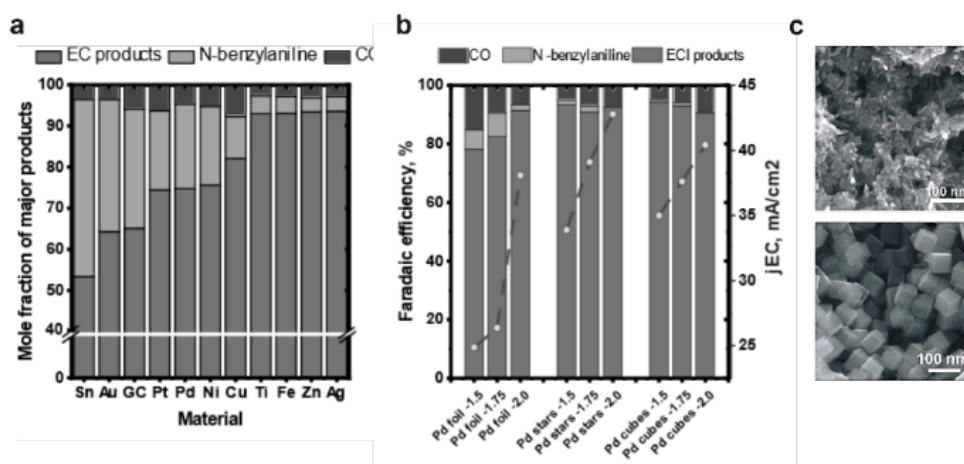 a
EC products N-benzylaniline CO
Mole fraction of major products
100
90
80
70
60
50
40
0
Sn Au GC Pt Pd Ni Cu Ti Fe Zn Ag
Material
b
CO N-benzylaniline ECI products
Faradaic efficiency, %
100
80
60
40
20
0
45
40
35
30
25
jEC, mA/cm2
Pd foil -1.5
Pd foil -1.75
Pd foil -2.0
Pd stars -1.5
Pd stars -1.75
Pd stars -2.0
Pd cubes -1.5
Pd cubes -1.75
Pd cubes -2.0
c
100 nm
100 nm